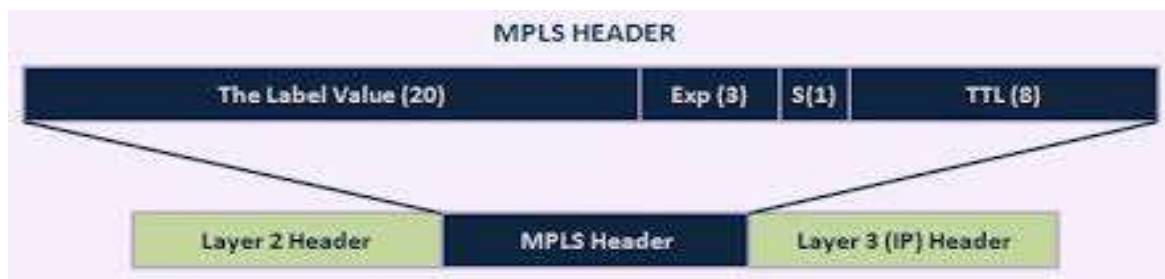 MPLS HEADER
The Label Value (20) Exp (3) S(1) TTL (8)
Layer 2 Header MPLS Header Layer 3 (IP) Header